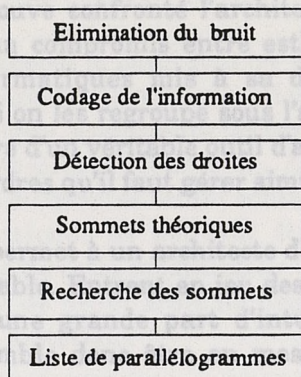 Elimination du bruit
Codage de l'information
Détection des droites
Sommets théoriques
Recherche des sommets
Liste de parallélogrammes